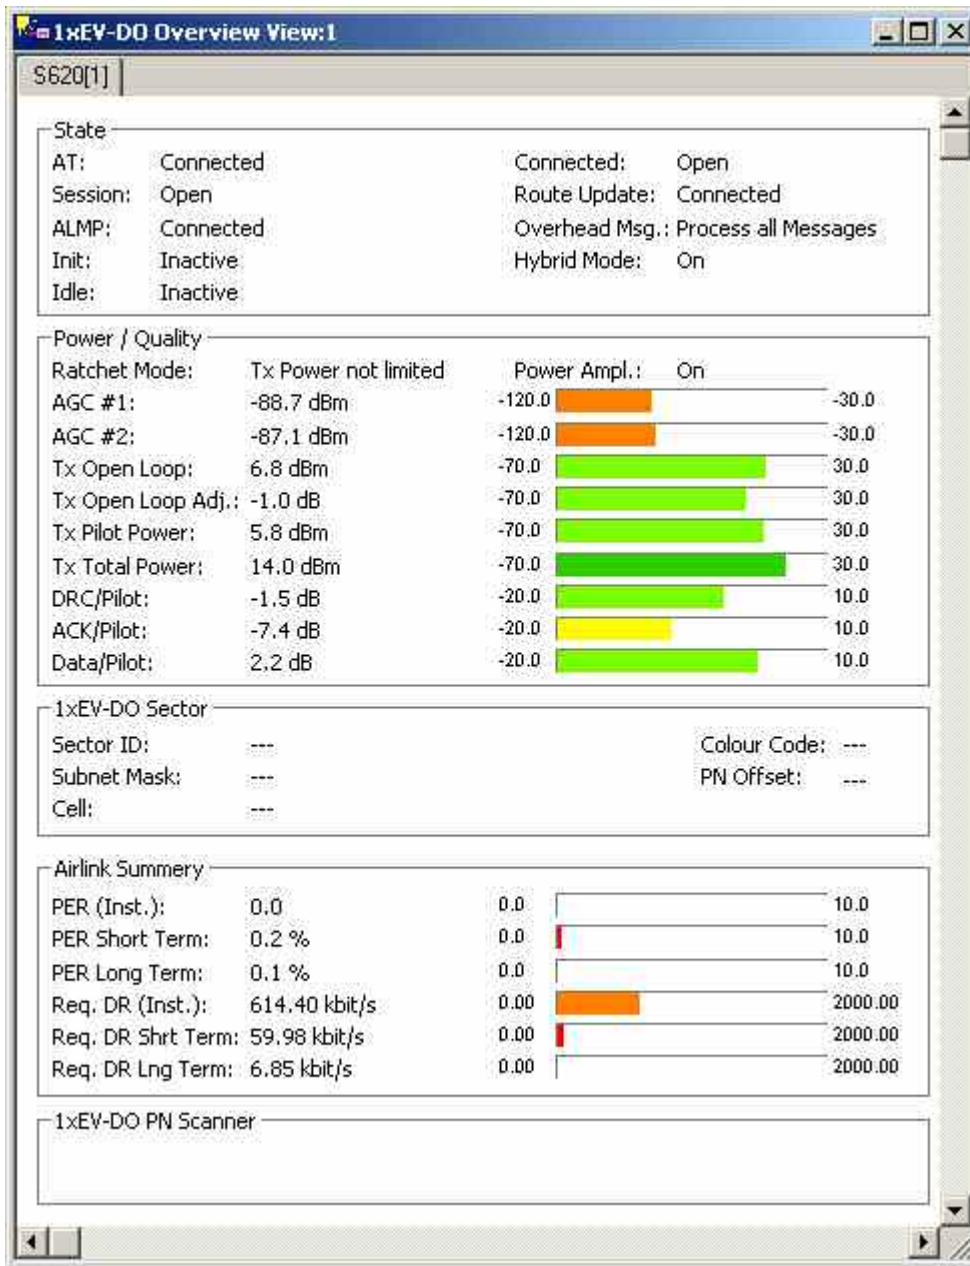 1xEV-DO Overview View:1
S620[1]
State
AT: Connected Connected: Open
Session: Open Route Update: Connected
ALMP: Connected Overhead Msg.: Process all Messages
Init: Inactive Hybrid Mode: On
Idle: Inactive
Power / Quality
Ratchet Mode: Tx Power not limited Power Ampl.: On
AGC #1: -88.7 dBm -120.0 -30.0
AGC #2: -87.1 dBm -120.0 -30.0
Tx Open Loop: 6.8 dBm -70.0 30.0
Tx Open Loop Adj.: -1.0 dB -70.0 30.0
Tx Pilot Power: 5.8 dBm -70.0 30.0
Tx Total Power: 14.0 dBm -70.0 30.0
DRC/Pilot: -1.5 dB -20.0 10.0
ACK/Pilot: -7.4 dB -20.0 10.0
Data/Pilot: 2.2 dB -20.0 10.0
1xEV-DO Sector
Sector ID: --- Colour Code: ---
Subnet Mask: --- PN Offset: ---
Cell: ---
Airlink Summery
PER (Inst.): 0.0 0.0 10.0
PER Short Term: 0.2 % 0.0 10.0
PER Long Term: 0.1 % 0.0 10.0
Req. DR (Inst.): 614.40 kbit/s 0.00 2000.00
Req. DR Shrt Term: 59.98 kbit/s 0.00 2000.00
Req. DR Lng Term: 6.85 kbit/s 0.00 2000.00
1xEV-DO PN Scanner